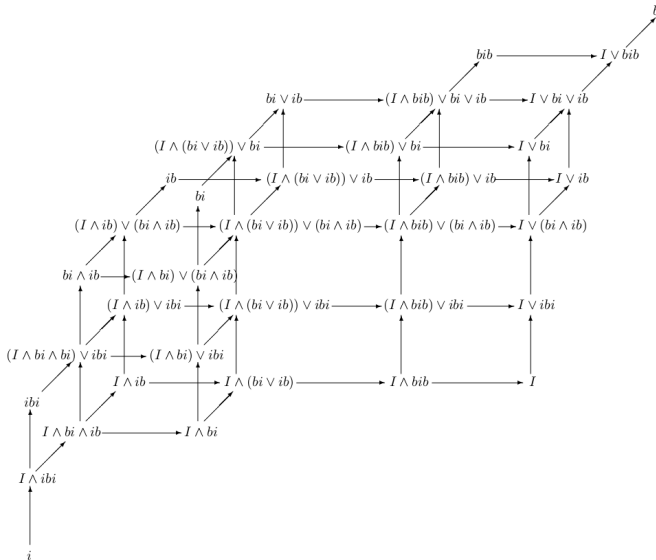 b
bib I ∨ bib
bi ∨ ib (I ∧ bib) ∨ bi ∨ ib I ∨ bi ∨ ib
(I ∧ (bi ∨ ib)) ∨ bi (I ∧ bib) ∨ bi I ∨ bi
ib (I ∧ (bi ∨ ib)) ∨ ib (I ∧ bib) ∨ ib I ∨ ib
bi
(I ∧ ib) ∨ (bi ∧ ib) (I ∧ (bi ∨ ib)) ∨ (bi ∧ ib) (I ∧ bib) ∨ (bi ∧ ib) I ∨ (bi ∧ ib)
bi ∧ ib (I ∧ bi) ∨ (bi ∧ ib)
(I ∧ ib) ∨ ibi (I ∧ (bi ∨ ib)) ∨ ibi (I ∧ bib) ∨ ibi I ∨ ibi
(I ∧ bi ∧ bi) ∨ ibi (I ∧ bi) ∨ ibi
I ∧ ib I ∧ (bi ∨ ib) I ∧ bib I
ibi
I ∧ bi ∧ ib I ∧ bi
I ∧ ibi
i